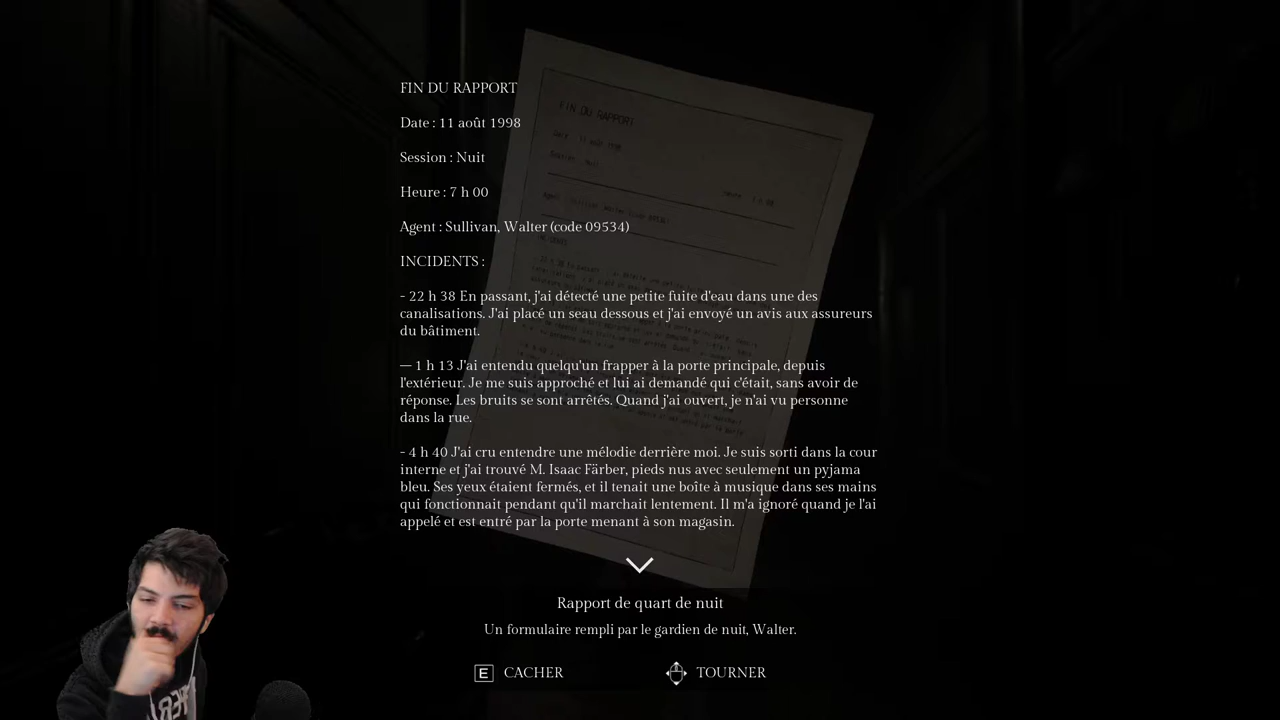 FIN DU RAPPORT
Date : 11 août 1998
Session : Nuit
Heure : 7 h 00
Agent : Sullivan, Walter (code 09534)
INCIDENTS :
- 22 h 38 En passant, j'ai détecté une petite fuite d'eau dans une des
canalisations. J'ai placé un seau dessous et j'ai envoyé un avis aux assureurs
du bâtiment.
— 1 h 13 J'ai entendu quelqu'un frapper à la porte principale, depuis
l'extérieur. Je me suis approché et lui ai demandé qui c'était, sans avoir de
réponse. Les bruits se sont arrêtés. Quand j'ai ouvert, je n'ai vu personne
dans la rue.
- 4 h 40 J'ai cru entendre une mélodie derrière moi. Je suis sorti dans la cour
interne et j'ai trouvé M. Isaac Färber, pieds nus avec seulement un pyjama
bleu. Ses yeux étaient fermés, et il tenait une boîte à musique dans ses mains
qui fonctionnait pendant qu'il marchait lentement. Il m'a ignoré quand je l'ai
appelé et est entré par la porte menant à son magasin.
Rapport de quart de nuit
Un formulaire rempli par le gardien de nuit, Walter.
E CACHER TOURNER